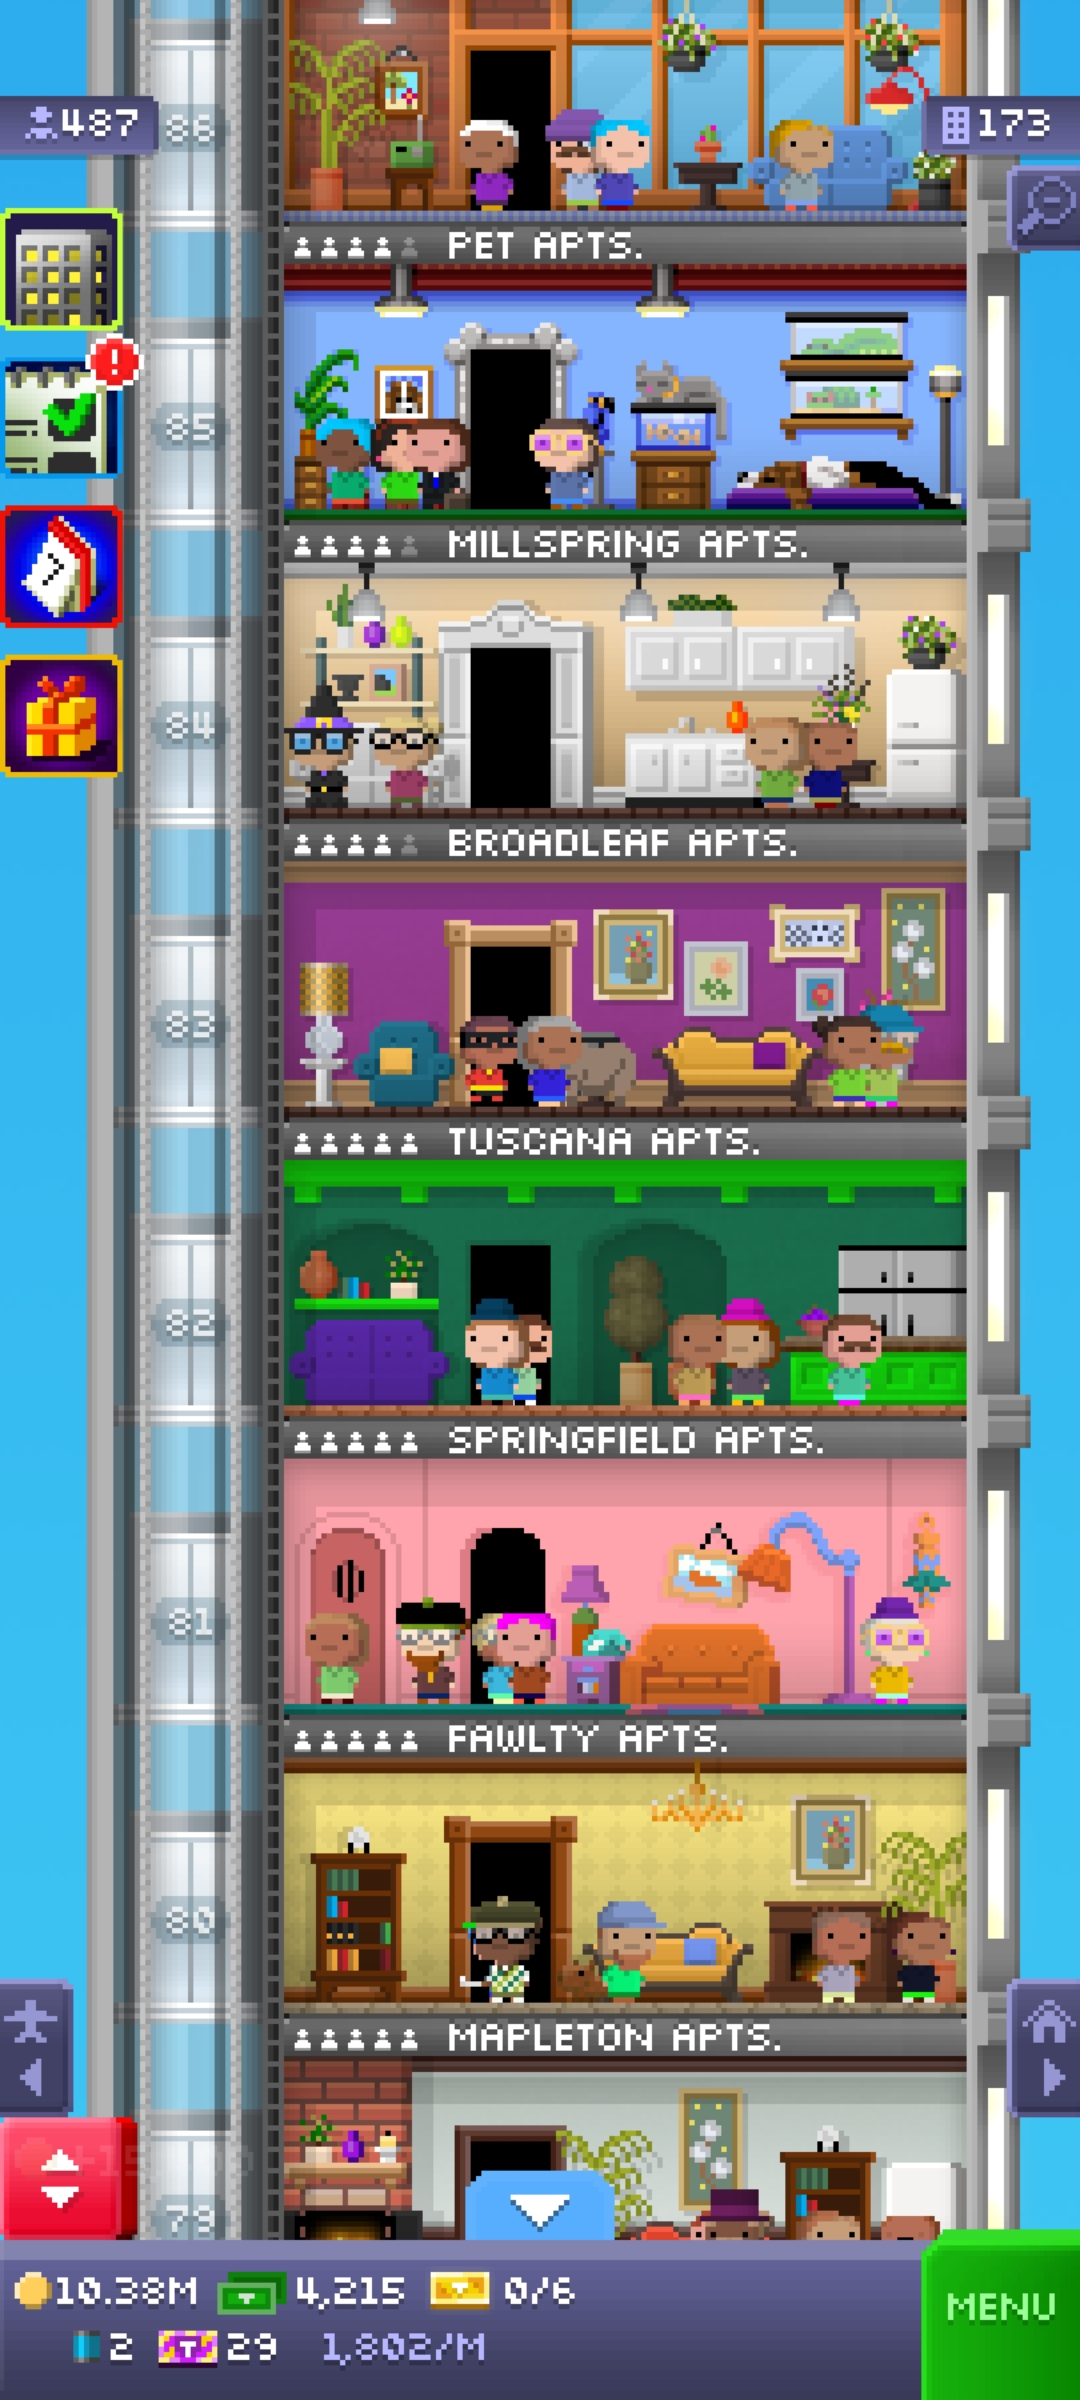 487
86
173
PET APTS.
85
MILLSPRING APTS.
84
BROADLEAF APTS.
83
TUSCANA APTS.
82
SPRINGFIELD APTS.
81
FAWLTY APTS.
80
MAPLETON APTS.
10.38M 4,215 0/6
2 29 1,802/M
MENU